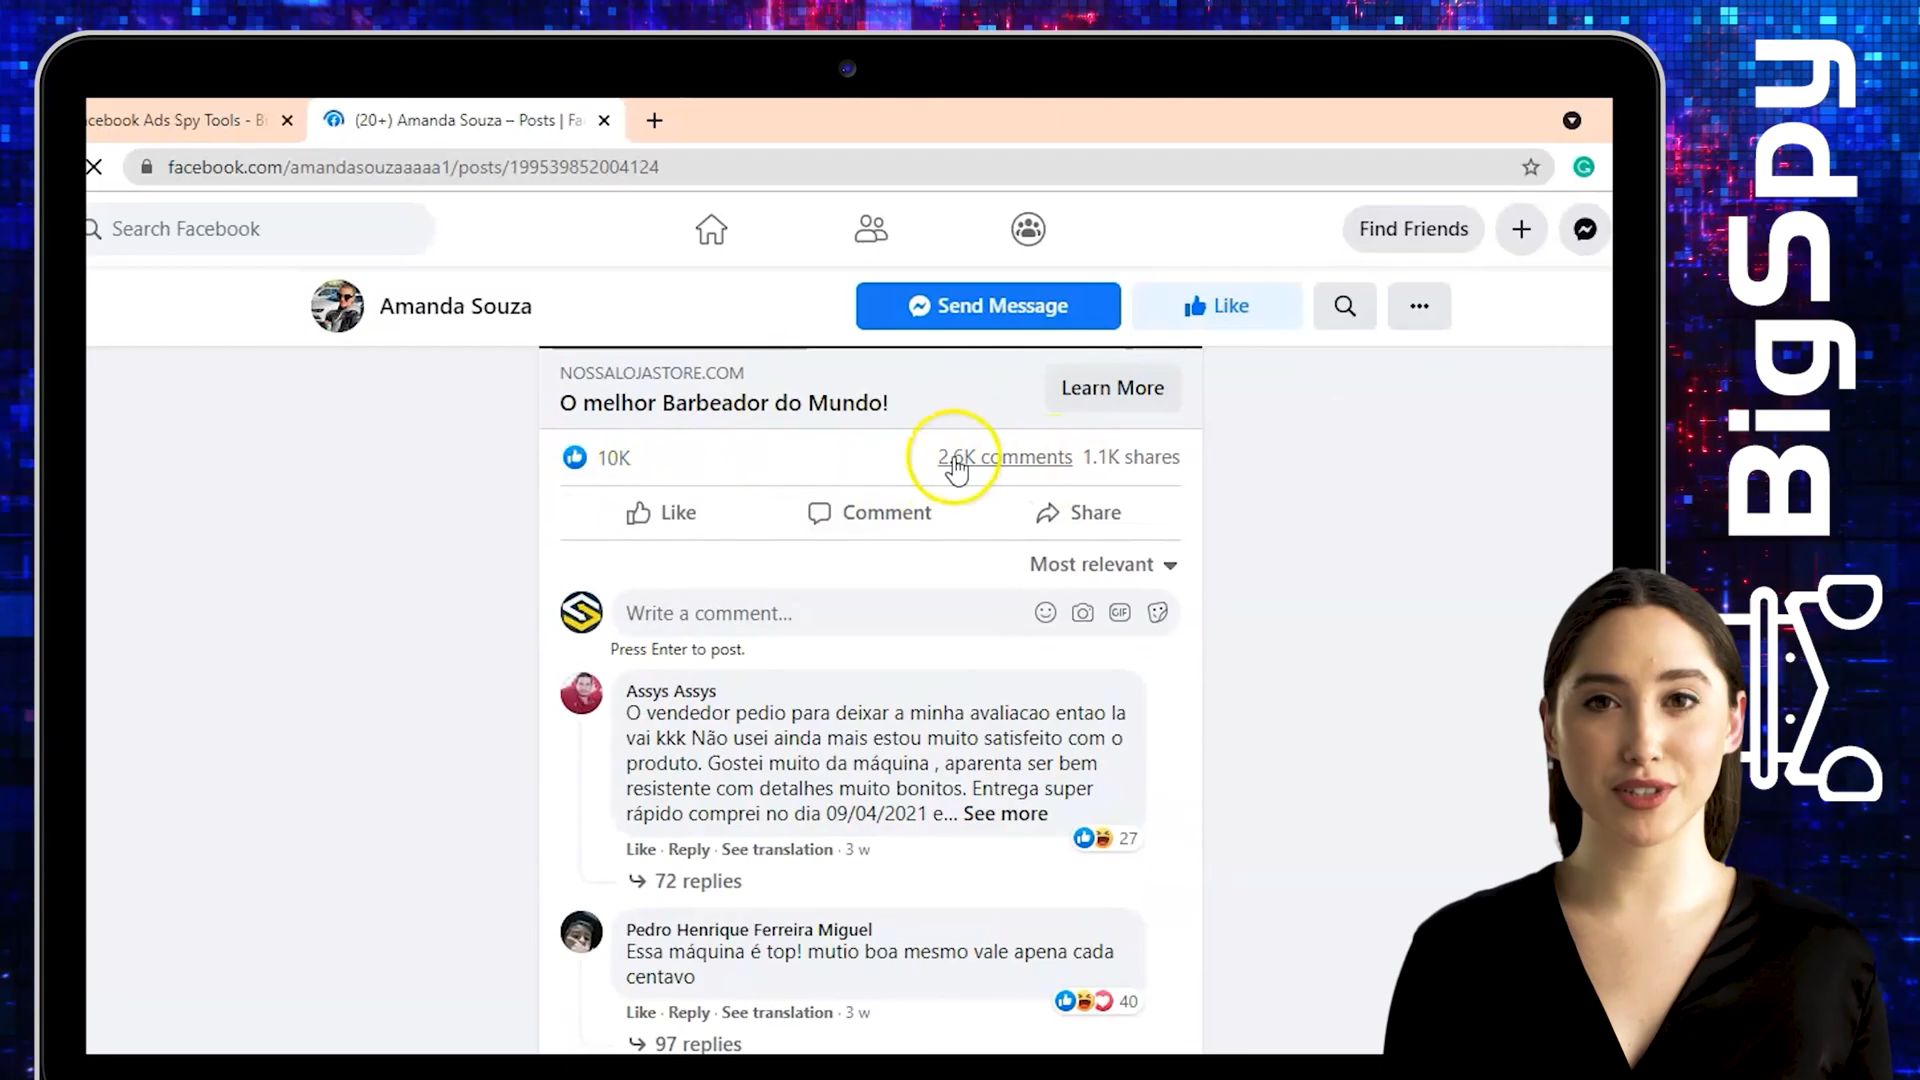 cebook Ads Spy Tools - B
(20+) Amanda Souza – Posts | Fa
facebook.com/amandasouzaaaaa1/posts/199539852004124
Search Facebook
Find Friends
Amanda Souza
Send Message
Like
NOSSALOJASTORE.COM
O melhor Barbeador do Mundo!
Learn More
10K
2.6K comments
1.1K shares
Like
Comment
Share
Most relevant
Write a comment...
GIF
Press Enter to post.
Assys Assys
O vendedor pedio para deixar a minha avaliacao entao la
vai kkk Não usei ainda mais estou muito satisfeito com o
produto. Gostei muito da máquina , aparenta ser bem
resistente com detalhes muito bonitos. Entrega super
rápido comprei no dia 09/04/2021 e... See more
27
Like · Reply · See translation · 3 w
72 replies
Pedro Henrique Ferreira Miguel
Essa máquina é top! mutio boa mesmo vale apena cada
centavo
40
Like · Reply · See translation · 3 w
97 replies
BigSpy